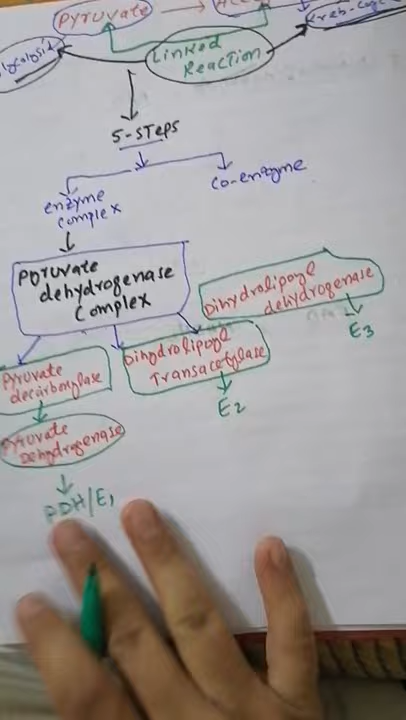 Pyruvate
Linked
Reaction
5-STEPS
enzyme
complex
Co-enzyme
Pyruvate
dehydrogenase
Complex
Dihydrolipoyl
dehydrogenase
E3
Dihydrolipoyl
Transacetylase
E2
Pyruvate
decarboxylase
Pyruvate
Dehydrogenase
PDH/E1